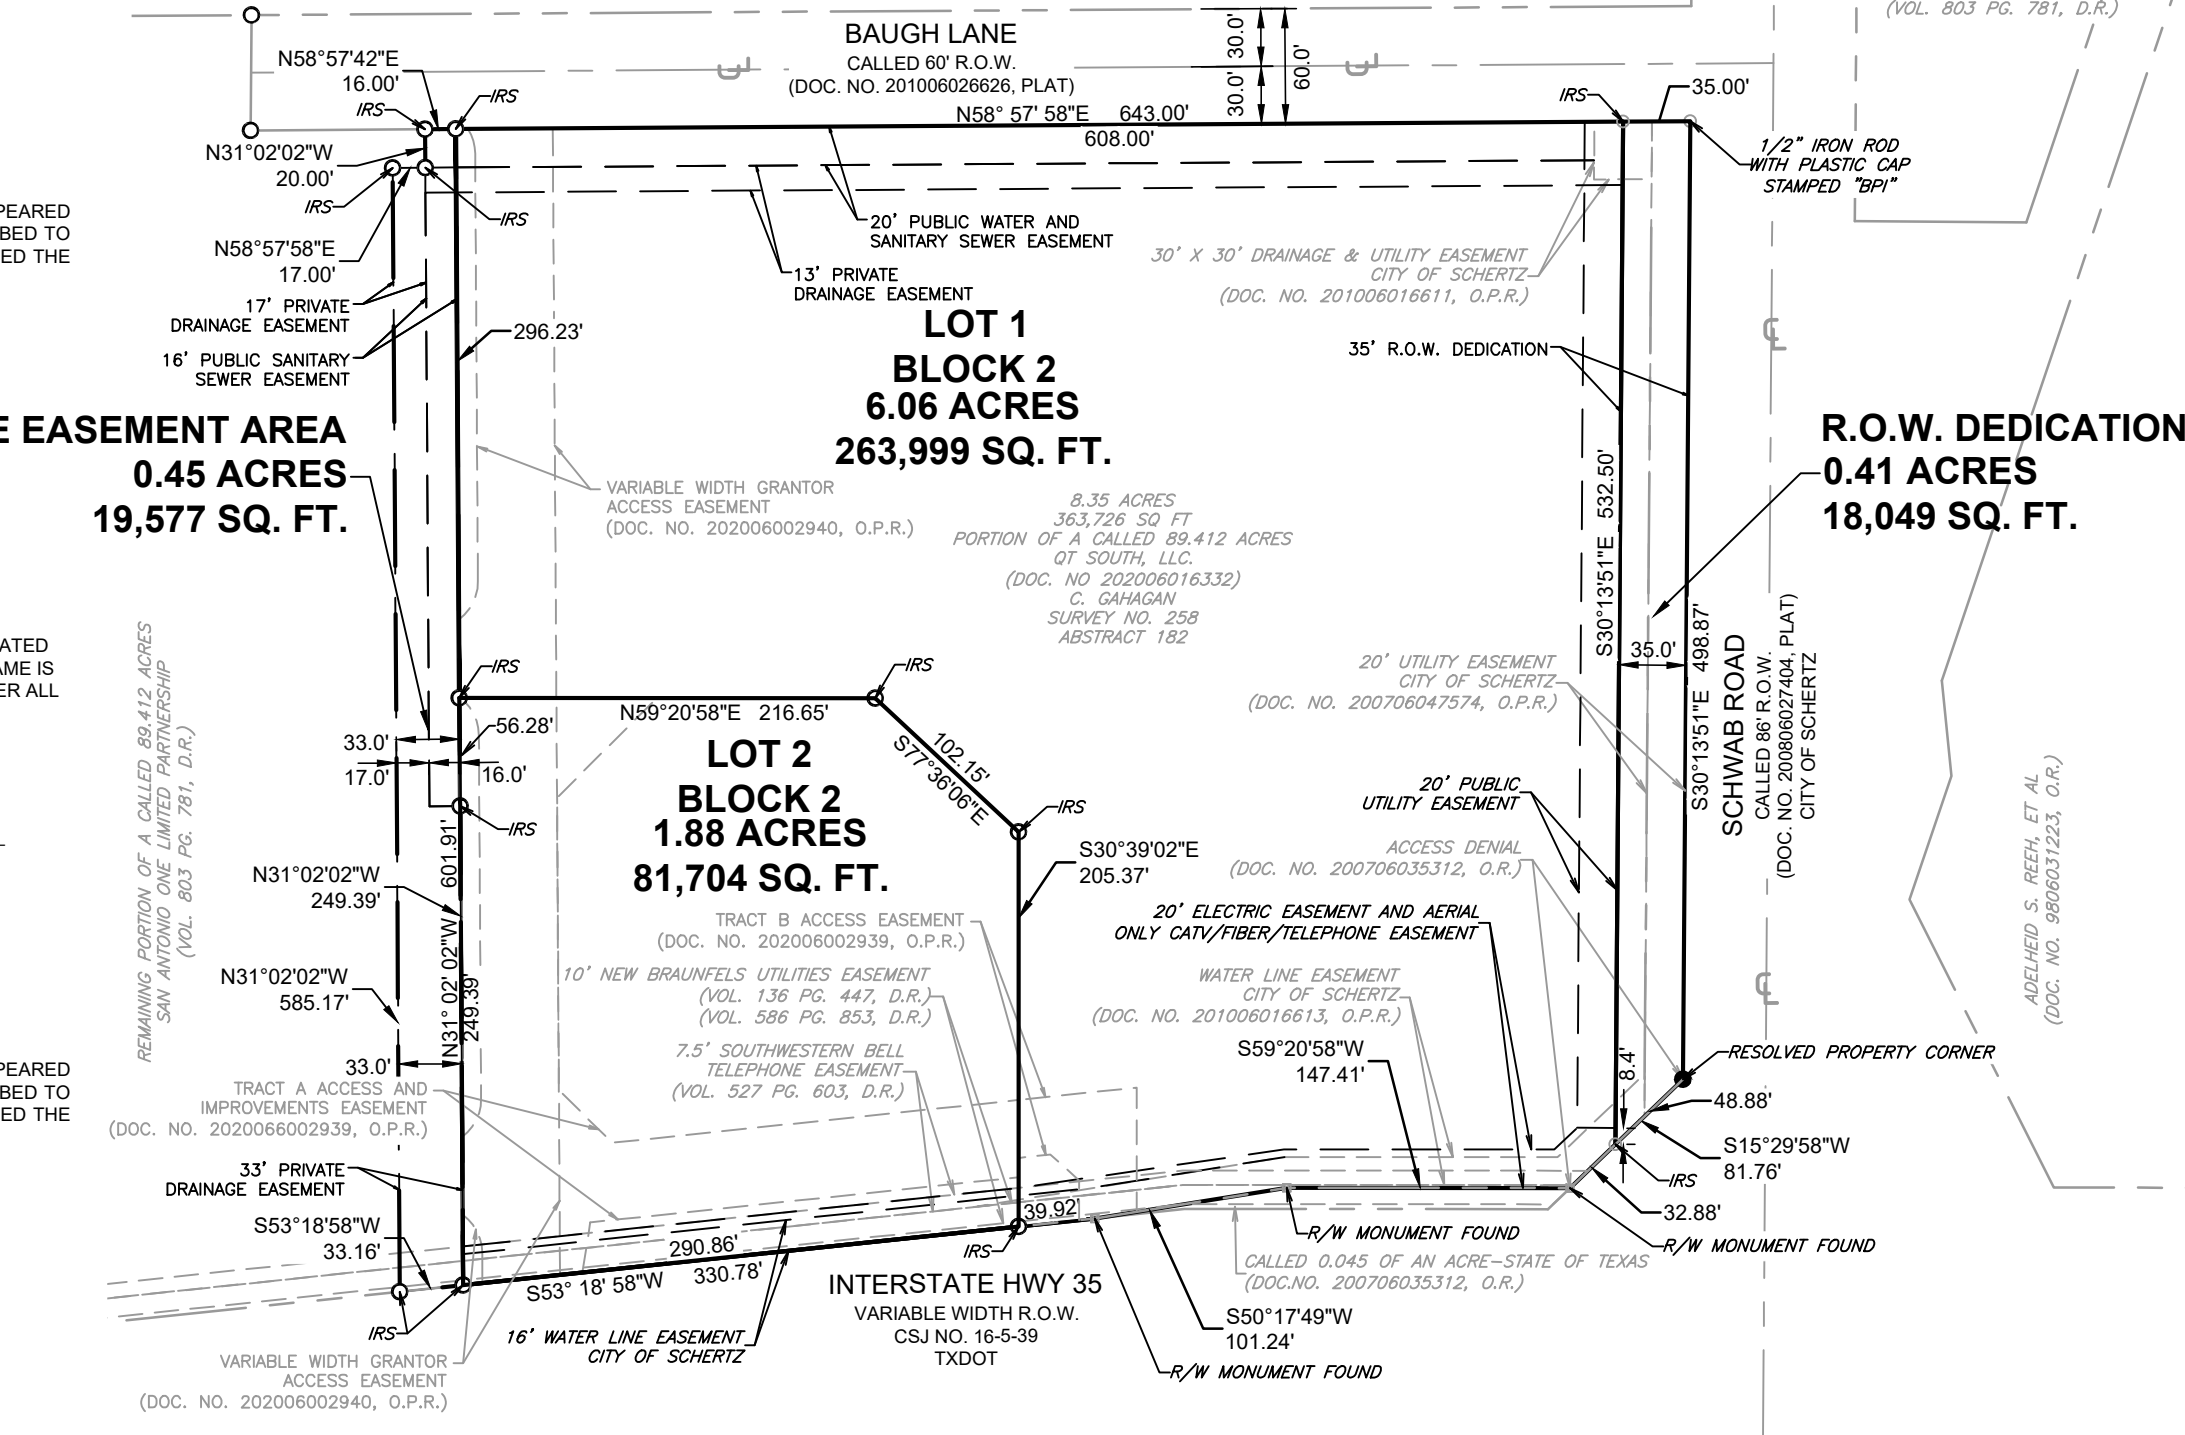 (VOL. 803 PG. 781, D.R.)
BAUGH LANE
CALLED 60' R.O.W.
(DOC. NO. 201006026626, PLAT)
30.0'
30.0'
60.0'
N58°57'42"E
16.00'
IRS
IRS
N58° 57' 58"E 643.00'
608.00'
IRS
35.00'
1/2" IRON ROD
WITH PLASTIC CAP
STAMPED "BPI"
N31°02'02"W
20.00'
IRS
IRS
N58°57'58"E
17.00'
PEARED
BED TO
ED THE
20' PUBLIC WATER AND
SANITARY SEWER EASEMENT
13' PRIVATE
DRAINAGE EASEMENT
30' X 30' DRAINAGE & UTILITY EASEMENT
CITY OF SCHERTZ
(DOC. NO. 201006016611, O.P.R.)
17' PRIVATE
DRAINAGE EASEMENT
16' PUBLIC SANITARY
SEWER EASEMENT
296.23'
LOT 1
BLOCK 2
6.06 ACRES
263,999 SQ. FT.
35' R.O.W. DEDICATION
E EASEMENT AREA
0.45 ACRES
19,577 SQ. FT.
R.O.W. DEDICATION
0.41 ACRES
18,049 SQ. FT.
VARIABLE WIDTH GRANTOR
ACCESS EASEMENT
(DOC. NO. 202006002940, O.P.R.)
8.35 ACRES
363,726 SQ FT
PORTION OF A CALLED 89.412 ACRES
QT SOUTH, LLC.
(DOC. NO 202006016332)
C. GAHAGAN
SURVEY NO. 258
ABSTRACT 182
S30°13'51"E 532.50'
35.0'
S30°13'51"E 498.87'
SCHWAB ROAD
CALLED 86' R.O.W.
(DOC. NO. 200806027404, PLAT)
CITY OF SCHERTZ
REMAINING PORTION OF A CALLED 89.412 ACRES
SAN ANTONIO ONE LIMITED PARTNERSHIP
(VOL. 803 PG. 781, D.R.)
ATED
AME IS
ER ALL
IRS
IRS
N59°20'58"E 216.65'
20' UTILITY EASEMENT
CITY OF SCHERTZ
(DOC. NO. 200706047574, O.P.R.)
56.28'
33.0'
17.0'
16.0'
102.15'
S77°36'06"E
LOT 2
BLOCK 2
1.88 ACRES
81,704 SQ. FT.
IRS
IRS
20' PUBLIC
UTILITY EASEMENT
ADELHEID S. REEH, ET AL
(DOC. NO. 9806031223, O.R.)
S30°39'02"E
205.37'
ACCESS DENIAL
(DOC. NO. 200706035312, O.R.)
N31°02'02"W
249.39'
N31° 02' 02"W 601.91'
249.39'
TRACT B ACCESS EASEMENT
(DOC. NO. 202006002939, O.P.R.)
20' ELECTRIC EASEMENT AND AERIAL
ONLY CATV/FIBER/TELEPHONE EASEMENT
N31°02'02"W
585.17'
10' NEW BRAUNFELS UTILITIES EASEMENT
(VOL. 136 PG. 447, D.R.)
(VOL. 586 PG. 853, D.R.)
WATER LINE EASEMENT
CITY OF SCHERTZ
(DOC. NO. 201006016613, O.P.R.)
7.5' SOUTHWESTERN BELL
TELEPHONE EASEMENT
(VOL. 527 PG. 603, D.R.)
S59°20'58"W
147.41'
8.4'
RESOLVED PROPERTY CORNER
PEARED
BED TO
ED THE
33.0'
TRACT A ACCESS AND
IMPROVEMENTS EASEMENT
(DOC. NO. 2020066002939, O.P.R.)
48.88'
S15°29'58"W
81.76'
IRS
33' PRIVATE
DRAINAGE EASEMENT
32.88'
S53°18'58"W
33.16'
39.92'
IRS
290.86'
S53° 18' 58"W 330.78'
R/W MONUMENT FOUND
R/W MONUMENT FOUND
INTERSTATE HWY 35
VARIABLE WIDTH R.O.W.
CSJ NO. 16-5-39
TXDOT
CALLED 0.045 OF AN ACRE-STATE OF TEXAS
(DOC.NO. 200706035312, O.R.)
S50°17'49"W
101.24'
IRS
16' WATER LINE EASEMENT
CITY OF SCHERTZ
R/W MONUMENT FOUND
VARIABLE WIDTH GRANTOR
ACCESS EASEMENT
(DOC. NO. 202006002940, O.P.R.)